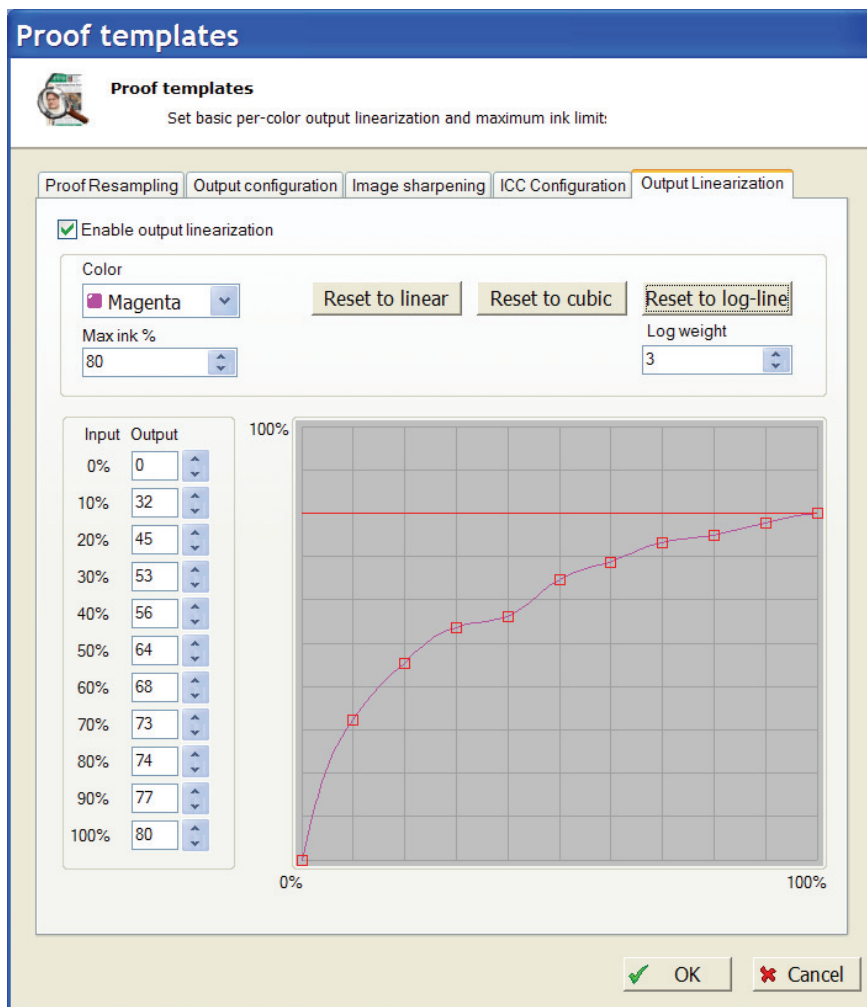 Proof templates
Proof templates
Set basic per-color output linearization and maximum ink limit:
Proof Resampling Output configuration Image sharpening ICC Configuration Output Linearization
Enable output linearization
Color
Magenta Reset to linear Reset to cubic Reset to log-line
Max ink % Log weight
80 3
Input Output 100%
0% 0
10% 32
20% 45
30% 53
40% 56
50% 64
60% 68
70% 73
80% 74
90% 77
100% 80
0% 100%
OK Cancel